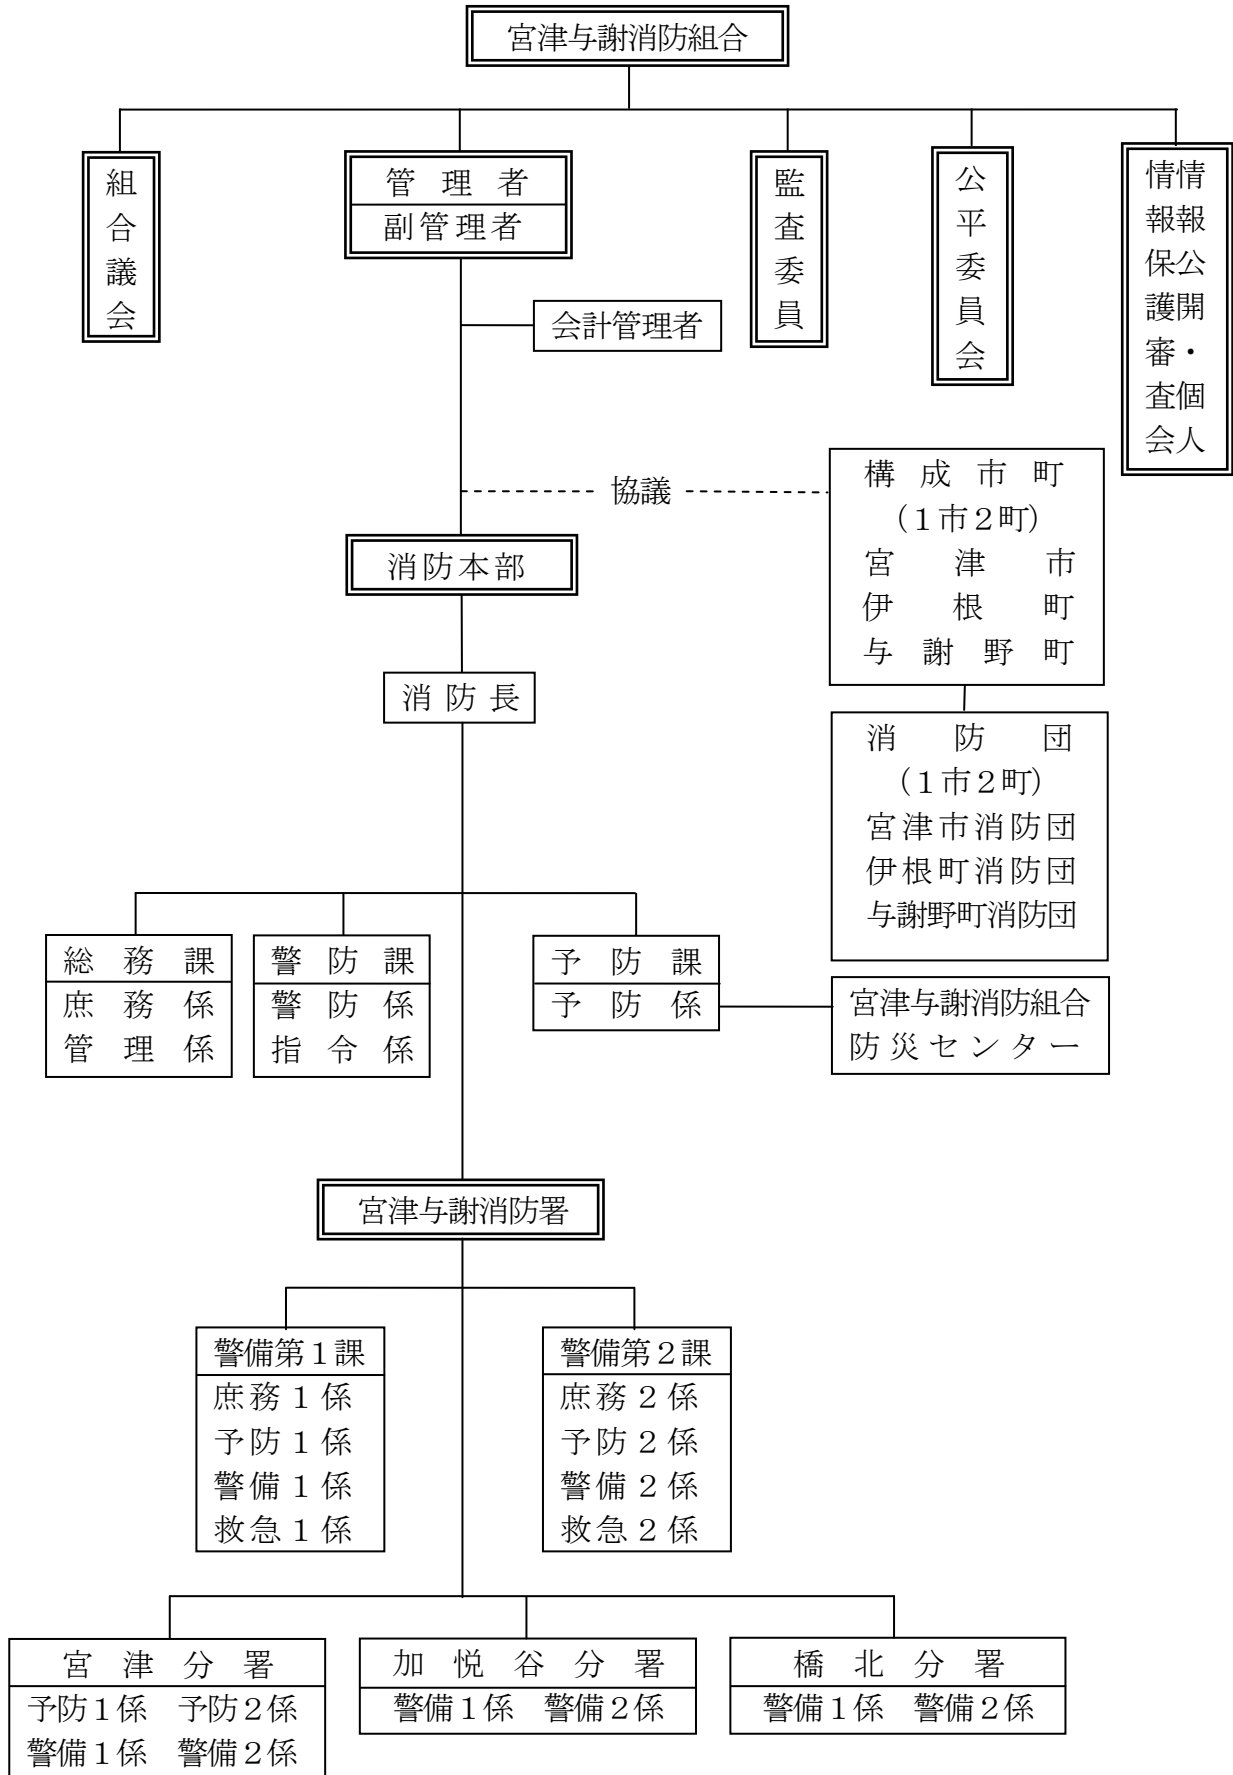 宮津与謝消防組合
組合議会
管理者
副管理者
監査委員
公平委員会
情報公開・個人
情報保護審査会
会計管理者
協議
構成市町
（１市２町）
宮津市
伊根町
与謝野町
消防本部
消防長
消防団
（１市２町）
宮津市消防団
伊根町消防団
与謝野町消防団
総務課
庶務係
管理係
警防課
警防係
指令係
予防課
予防係
宮津与謝消防組合
防災センター
宮津与謝消防署
警備第１課
庶務１係
予防１係
警備１係
救急１係
警備第２課
庶務２係
予防２係
警備２係
救急２係
宮津分署
予防１係　予防２係
警備１係　警備２係
加悦谷分署
警備１係　警備２係
橋北分署
警備１係　警備２係